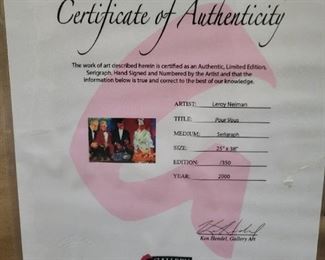 Certificate of Authenticity
The work of art described herein is certified as an Authentic, Limited Edition,
Serigraph, Hand Signed and Numbered by the Artist and that the
information below is true and correct to the best of our knowledge.
ARTIST: Leroy Neiman
TITLE: Pour Vous
MEDIUM: Serigraph
SIZE: 25" x 38"
EDITION: /350
YEAR: 2000
Ken Hendel, Gallery Art